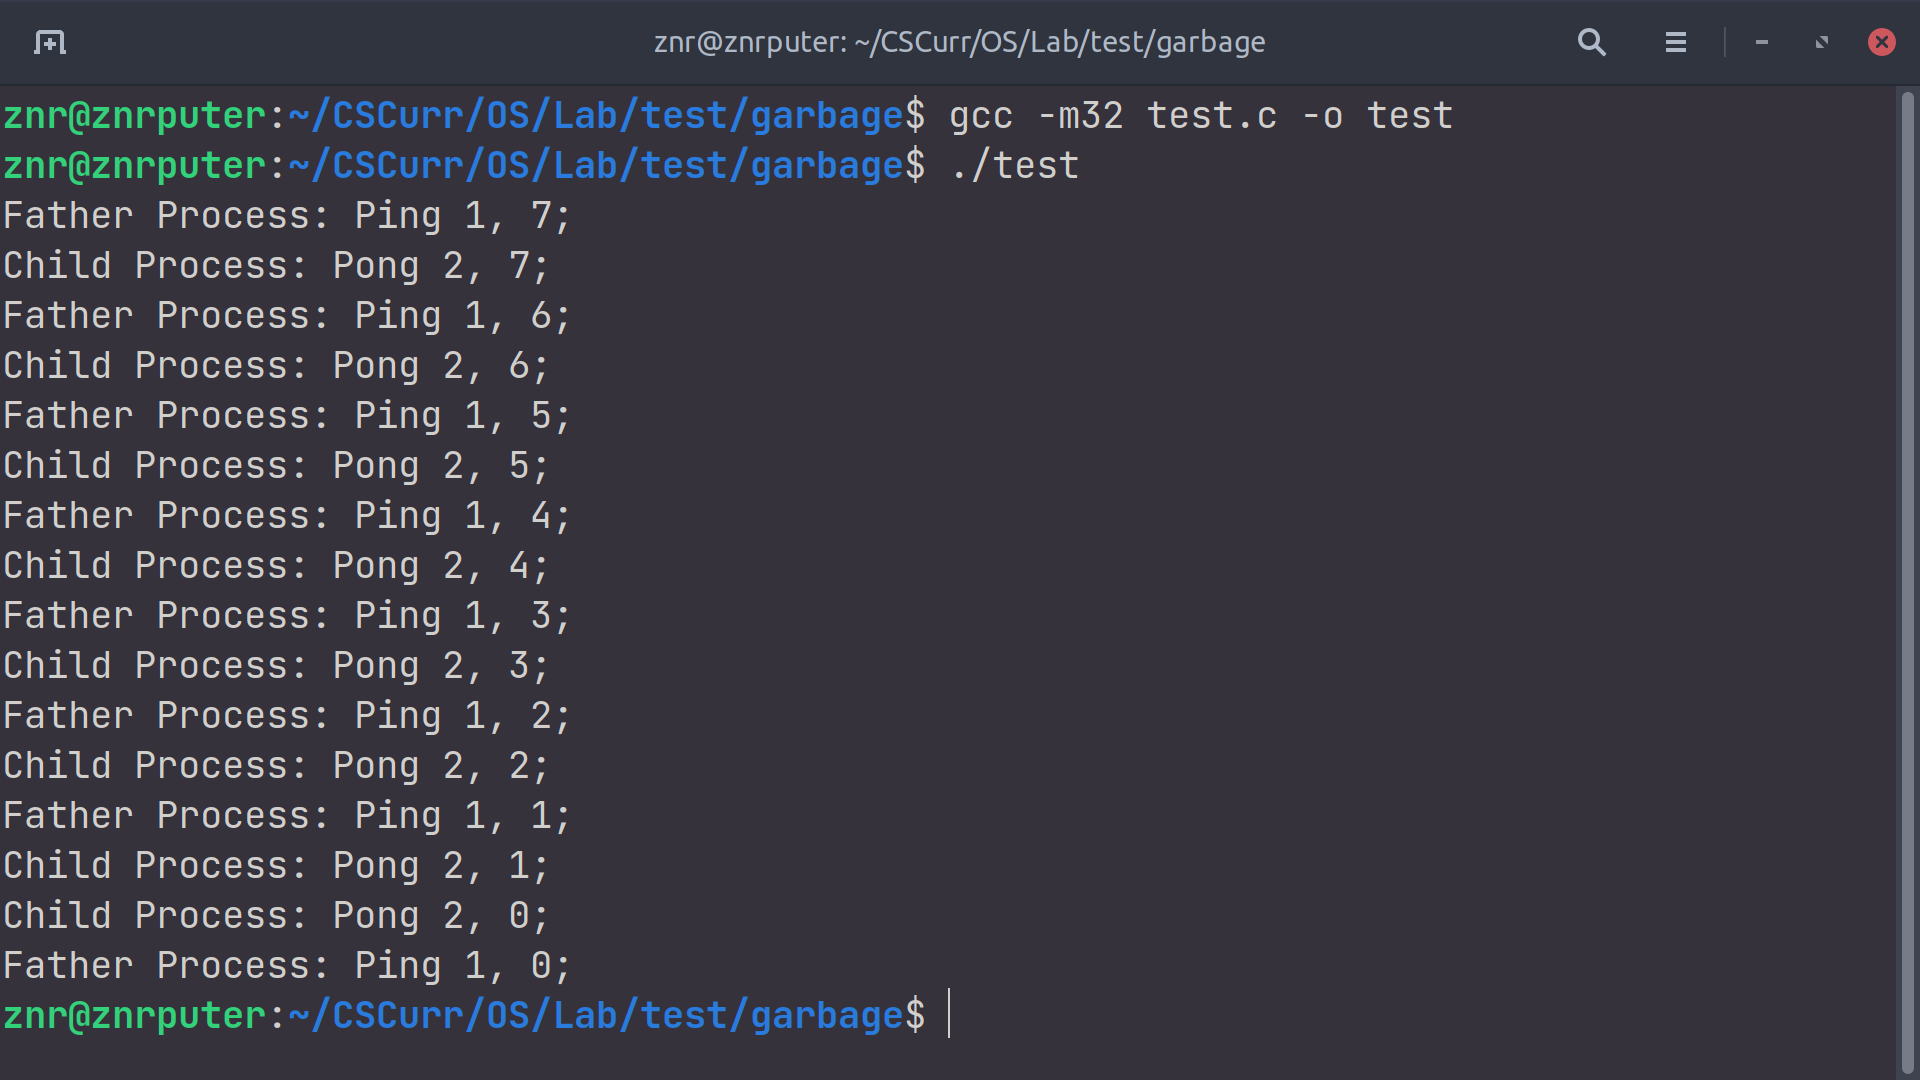 znr@znrputer: ~/CSCurr/OS/Lab/test/garbage
znr@znrputer:~/CSCurr/OS/Lab/test/garbage$ gcc -m32 test.c -o test
znr@znrputer:~/CSCurr/OS/Lab/test/garbage$ ./test
Father Process: Ping 1, 7;
Child Process: Pong 2, 7;
Father Process: Ping 1, 6;
Child Process: Pong 2, 6;
Father Process: Ping 1, 5;
Child Process: Pong 2, 5;
Father Process: Ping 1, 4;
Child Process: Pong 2, 4;
Father Process: Ping 1, 3;
Child Process: Pong 2, 3;
Father Process: Ping 1, 2;
Child Process: Pong 2, 2;
Father Process: Ping 1, 1;
Child Process: Pong 2, 1;
Child Process: Pong 2, 0;
Father Process: Ping 1, 0;
znr@znrputer:~/CSCurr/OS/Lab/test/garbage$